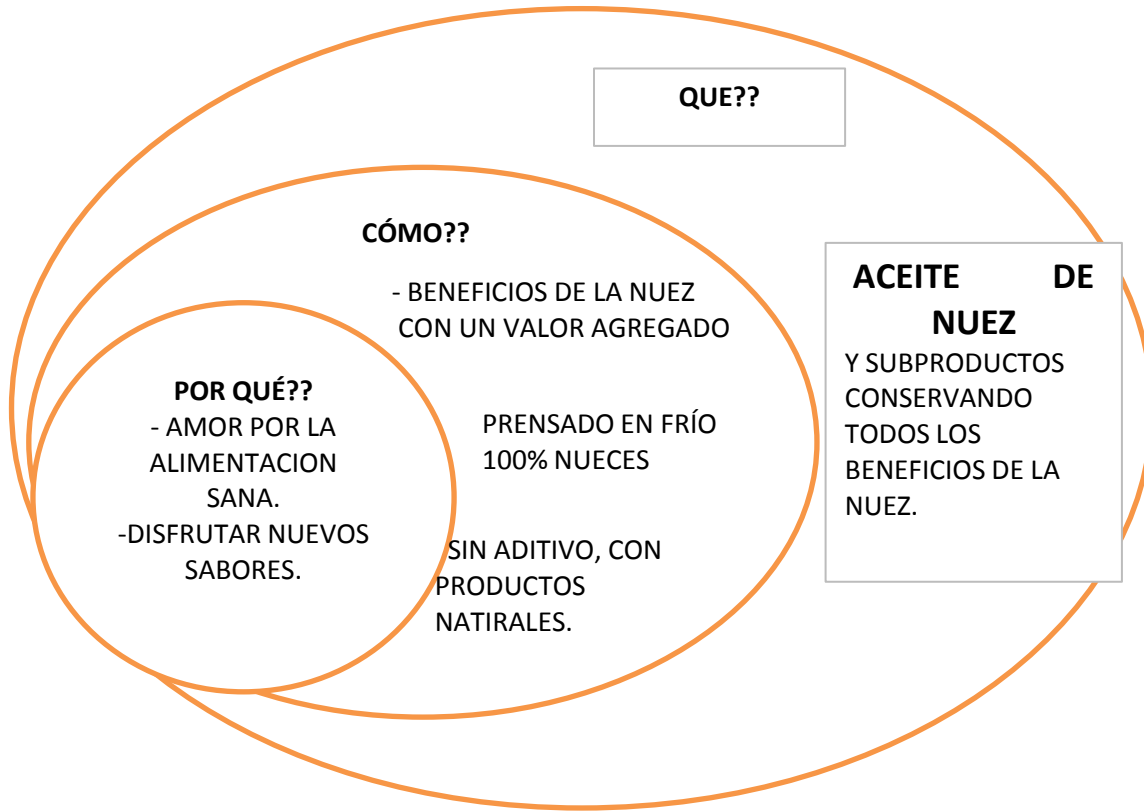 QUE??
CÓMO??
- BENEFICIOS DE LA NUEZ
CON UN VALOR AGREGADO
PRENSADO EN FRÍO
100% NUECES
SIN ADITIVO, CON
PRODUCTOS
NATIRALES.
POR QUÉ??
- AMOR POR LA
ALIMENTACION
SANA.
-DISFRUTAR NUEVOS
SABORES.
ACEITE DE
NUEZ
Y SUBPRODUCTOS
CONSERVANDO
TODOS LOS
BENEFICIOS DE LA
NUEZ.